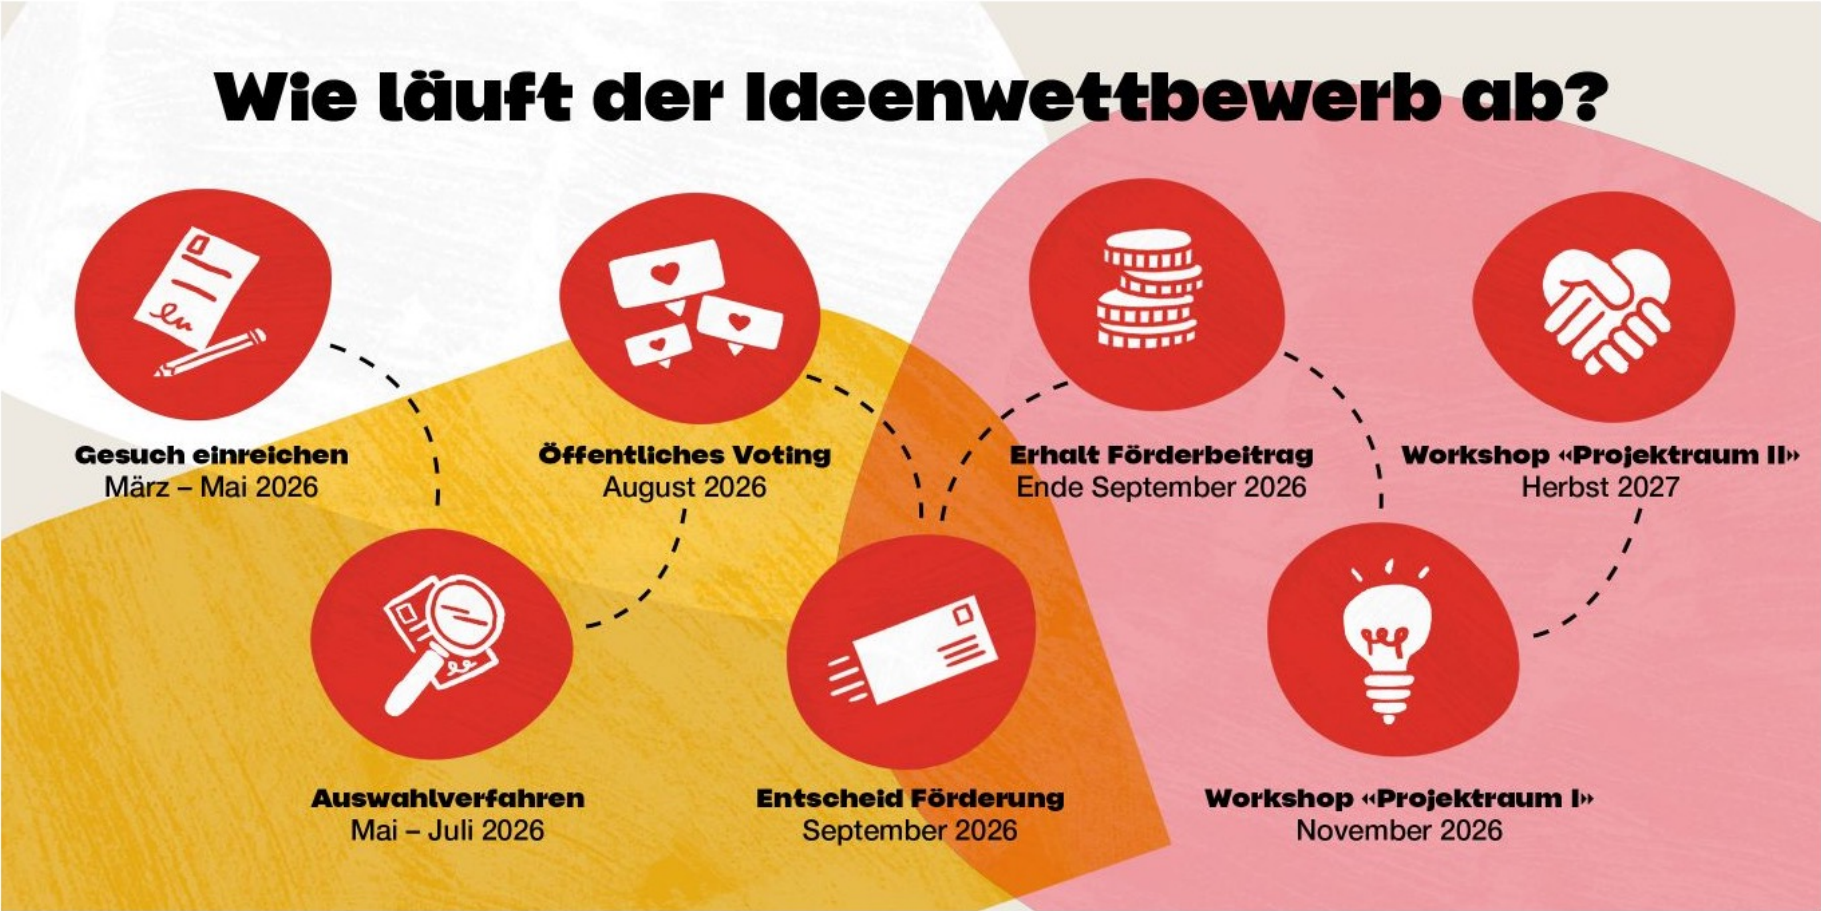 Wie läuft der Ideenwettbewerb ab?
Gesuch einreichen
März – Mai 2026
Auswahlverfahren
Mai – Juli 2026
Öffentliches Voting
August 2026
Entscheid Förderung
September 2026
Erhalt Förderbeitrag
Ende September 2026
Workshop «Projektraum I»
November 2026
Workshop «Projektraum II»
Herbst 2027